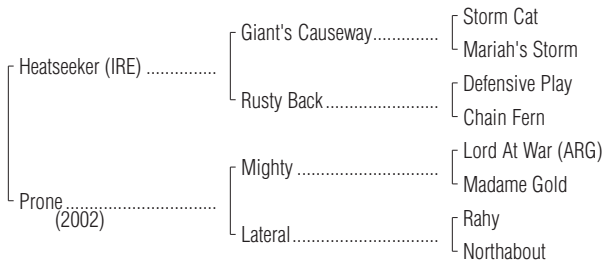 Storm Cat
Giant's Causeway
Mariah's Storm
Heatseeker (IRE)
Defensive Play
Rusty Back
Chain Fern
Lord At War (ARG)
Mighty
Madame Gold
Prone
(2002)
Rahy
Lateral
Northabout